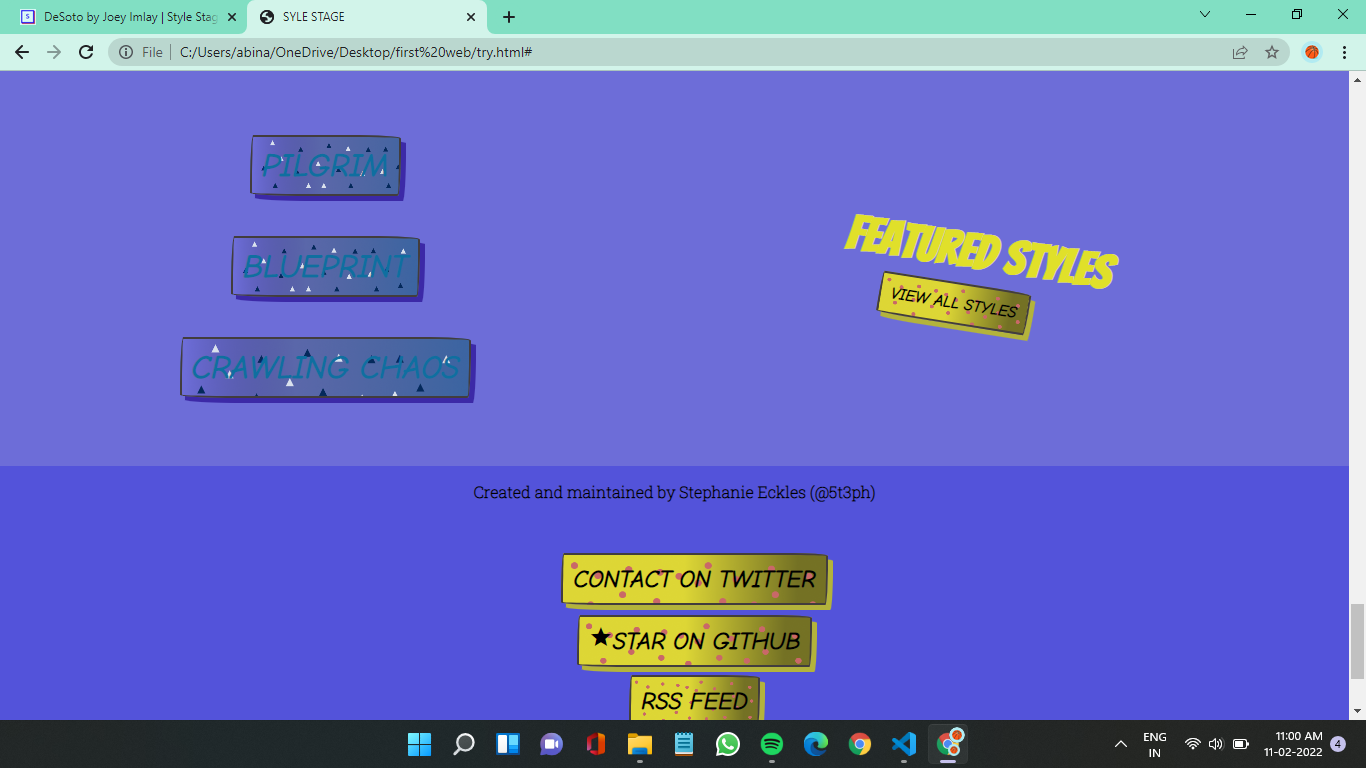 DeSoto by Joey Imlay | Style Stag
SYLE STAGE
File
C:/Users/abina/OneDrive/Desktop/first%20web/try.html#
PILGRIM
BLUEPRINT
CRAWLING CHAOS
FEATURED STYLES
VIEW ALL STYLES
Created and maintained by Stephanie Eckles (@5t3ph)
CONTACT ON TWITTER
★STAR ON GITHUB
RSS FEED
ENG
IN
11:00 AM
11-02-2022
4